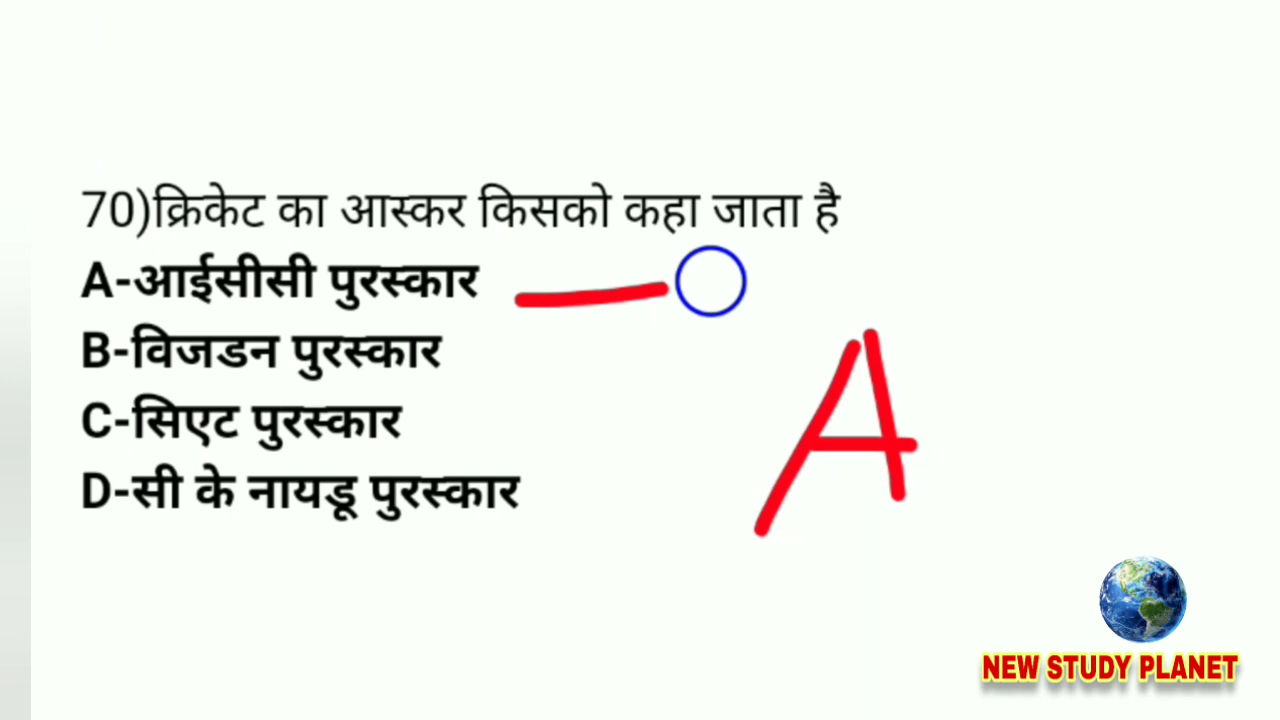 70)क्रिकेट का आस्कर किसको कहा जाता है
A-आईसीसी पुरस्कार
B-विजडन पुरस्कार
C-सिएट पुरस्कार
D-सी के नायडू पुरस्कार
A
NEW STUDY PLANET